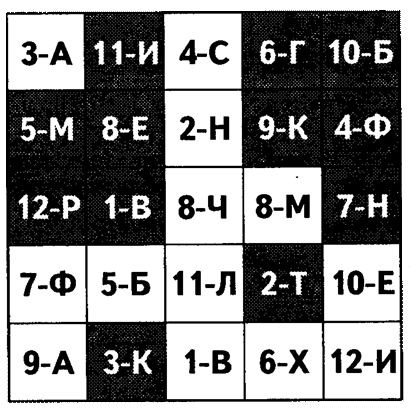 3-А 11-И 4-С 6-Г 10-Б
5-М 8-Е 2-Н 9-К 4-Ф
12-Р 1-В 8-Ч 8-М 7-Н
7-Ф 5-Б 11-Л 2-Т 10-Е
9-А 3-К 1-В 6-Х 12-И